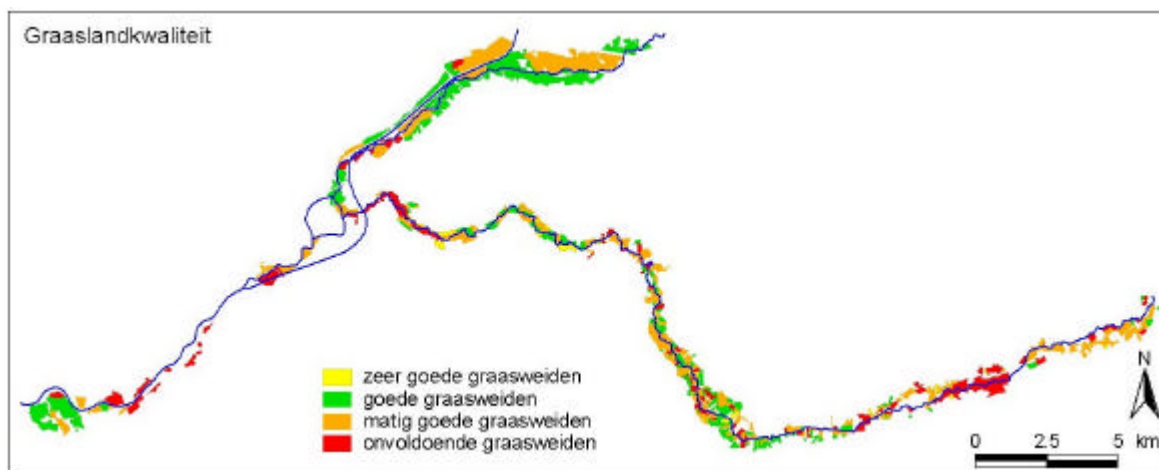 Graaslandkwaliteit
zeer goede graasweiden
goede graasweiden
matig goede graasweiden
onvoldoende graasweiden
N
0 2.5 5 km